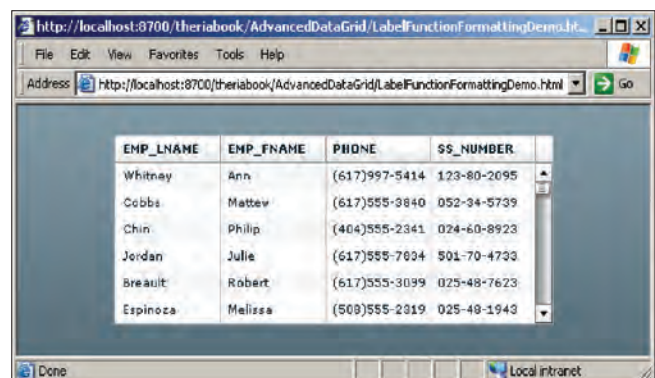 http://localhost:8700/theriabook/AdvancedDataGrid/LabelFunctionFormattingDemo.ht...
File Edit View Favorites Tools Help
Address http://localhost:8700/theriabook/AdvancedDataGrid/LabelFunctionFormattingDemo.html Go
EMP_LNAME EMP_FNAME PHONE SS_NUMBER
Whitney Ann (617)997-5414 123-80-2095
Cobbs Mattew (617)555-3840 052-34-5739
Chin Philip (404)555-2341 024-60-8923
Jordan Julie (617)555-7834 501-70-4733
Breault Robert (617)555-3099 025-48-7623
Espinoza Melissa (508)555-2319 025-48-1943
Done Local intranet